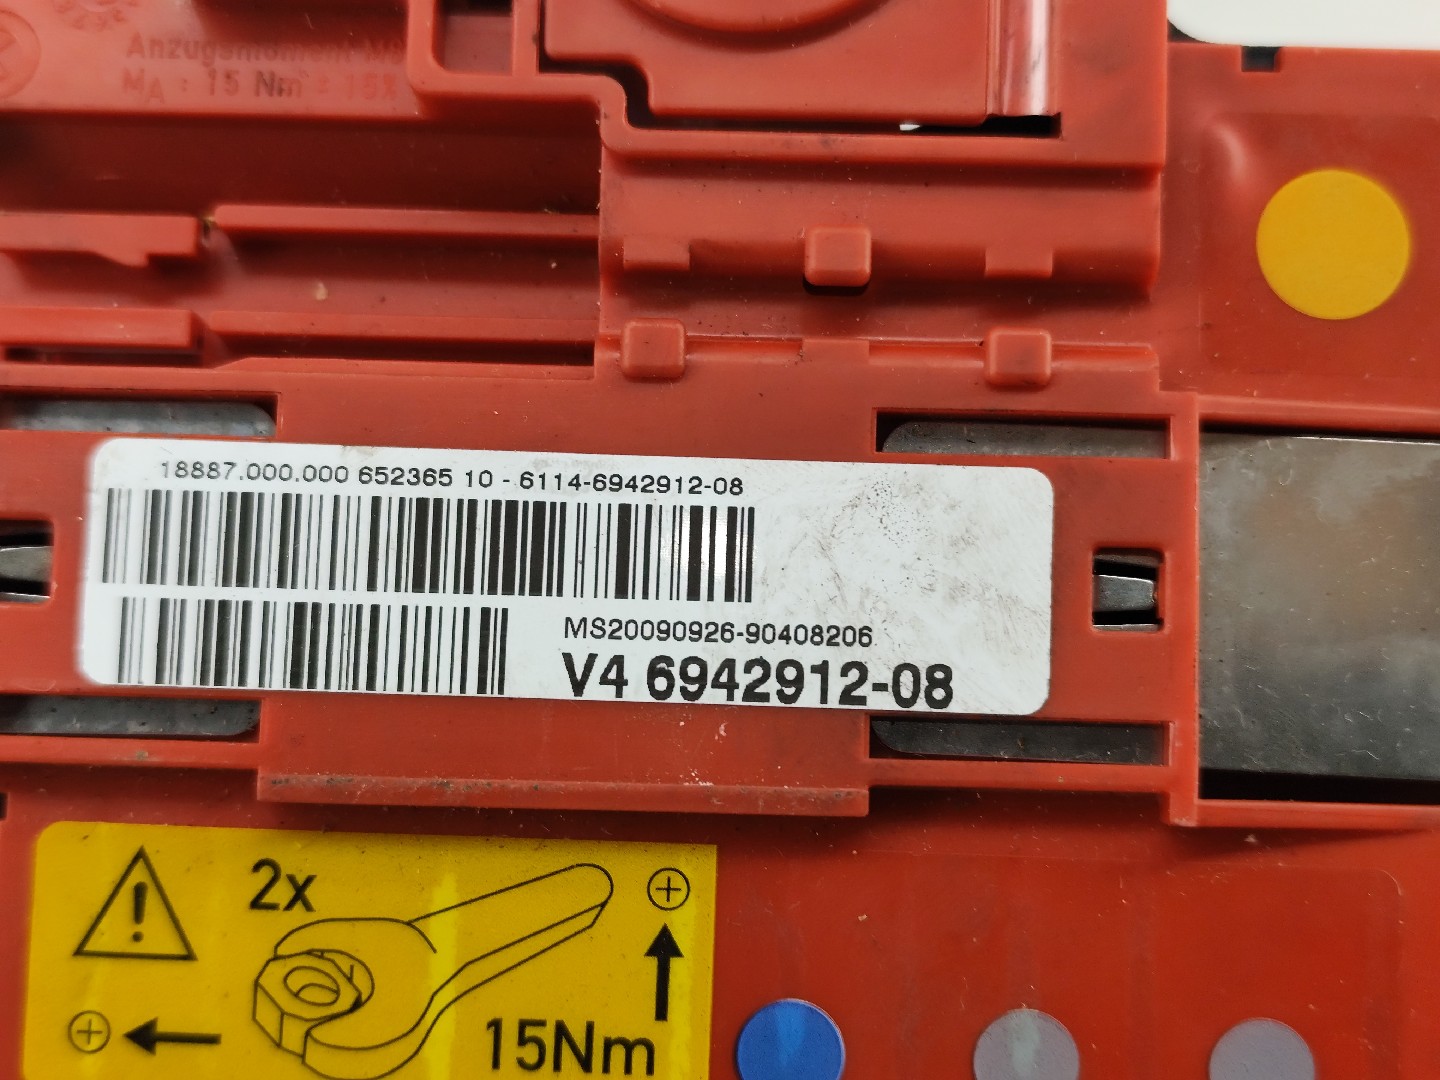 Anzugsmoment M8
MA : 15 Nm ± 15%
18887.000.000 652365 10 - 6114-6942912-08
MS20090926-90408206
V4 6942912-08
2x
15Nm